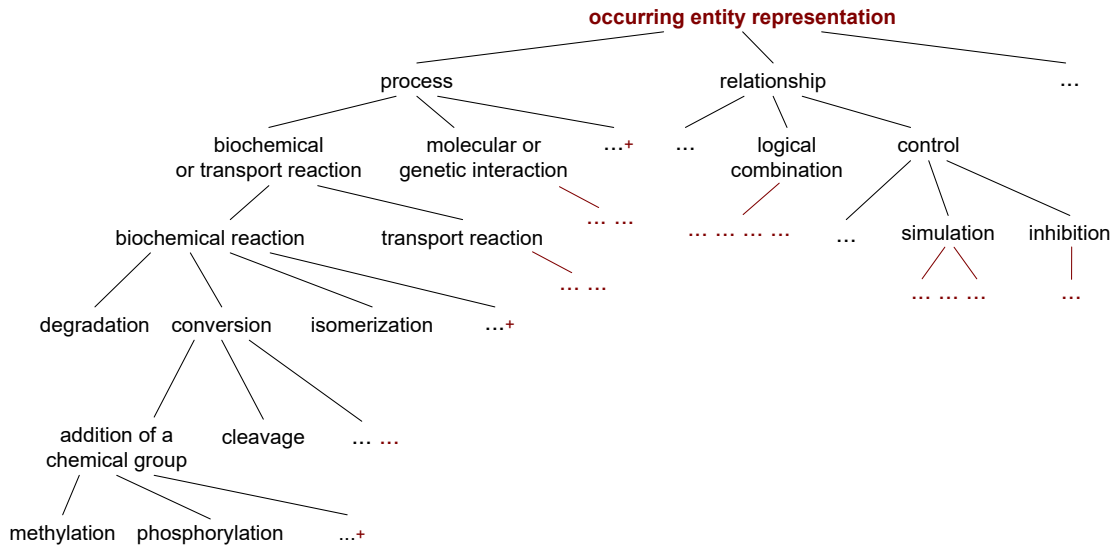 occurring entity representation
process relationship ...
biochemical or transport reaction
molecular or genetic interaction
...+
...
logical combination
control
... ...
... ... ... ...
biochemical reaction
transport reaction
...
simulation
inhibition
... ...
... ... ...
...
degradation
conversion
isomerization
...+
addition of a chemical group
cleavage
... ...
methylation
phosphorylation
...+